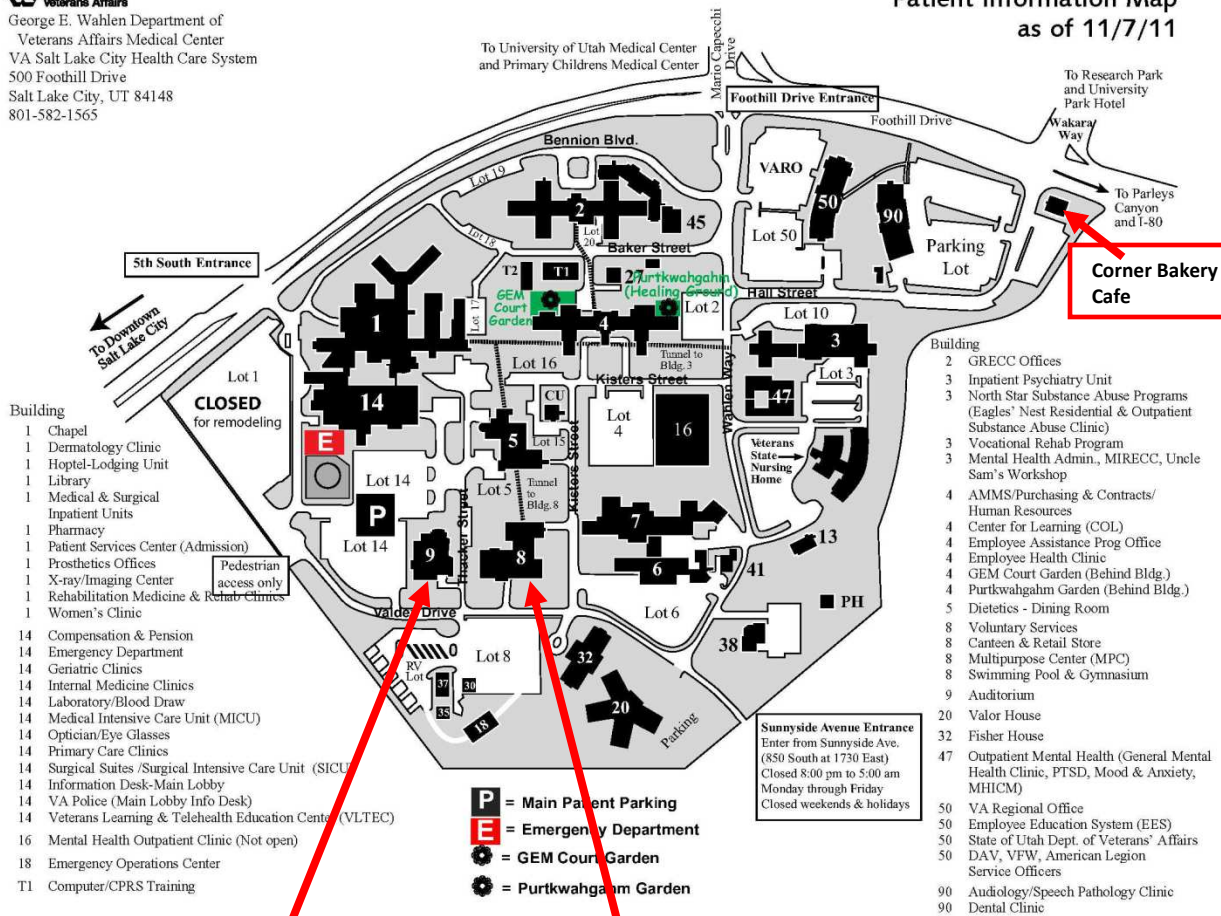 Veterans Affairs
George E. Wahlen Department of
Veterans Affairs Medical Center
VA Salt Lake City Health Care System
500 Foothill Drive
Salt Lake City, UT 84148
801-582-1565
Patient Information Map
as of 11/7/11
To University of Utah Medical Center
and Primary Childrens Medical Center
Mario Capecchi
Drive
Foothill Drive Entrance
Foothill Drive
To Research Park
and University
Park Hotel
Wakara
Way
To Parleys
Canyon
and I-80
Corner Bakery
Cafe
Bennion Blvd.
VARO
Lot 19
2
45
50
90
Lot
20
Lot 18
Baker Street
Lot 50
Parking
Lot
5th South Entrance
T2
T1
27
Purtkwahgahm
(Healing Ground)
GEM
Court
Garden
Hall Street
Lot 17
1
4
Lot 2
Lot 10
3
To Downtown
Salt Lake City
Tunnel to
Bldg. 3
Wahlen Way
Lot 16
Kisters Street
Lot 3
Lot 1
CLOSED
for remodeling
14
CU
47
Lot
4
16
E
5
Lot 15
Kisters Street
Veterans
State
Nursing
Home
Lot 14
Lot 5
Tunnel
to
Bldg. 8
P
Lot 14
Thacker Street
7
13
9
8
6
41
Pedestrian
access only
Valdez Drive
Lot 6
PH
Lot 8
38
RV
Lot
37
30
32
35
18
20
Parking
Building
1 Chapel
1 Dermatology Clinic
1 Hoptel-Lodging Unit
1 Library
1 Medical & Surgical
Inpatient Units
1 Pharmacy
1 Patient Services Center (Admission)
1 Prosthetics Offices
1 X-ray/Imaging Center
1 Rehabilitation Medicine & Rehab Clinics
1 Women's Clinic
14 Compensation & Pension
14 Emergency Department
14 Geriatric Clinics
14 Internal Medicine Clinics
14 Laboratory/Blood Draw
14 Medical Intensive Care Unit (MICU)
14 Optician/Eye Glasses
14 Primary Care Clinics
14 Surgical Suites /Surgical Intensive Care Unit (SICU
14 Information Desk-Main Lobby
14 VA Police (Main Lobby Info Desk)
14 Veterans Learning & Telehealth Education Center (VLTEC)
16 Mental Health Outpatient Clinic (Not open)
18 Emergency Operations Center
T1 Computer/CPRS Training
P = Main Patient Parking
E = Emergency Department
= GEM Court Garden
= Purtkwahgahm Garden
Sunnyside Avenue Entrance
Enter from Sunnyside Ave.
(850 South at 1730 East)
Closed 8:00 pm to 5:00 am
Monday through Friday
Closed weekends & holidays
Building
2 GRECC Offices
3 Inpatient Psychiatry Unit
3 North Star Substance Abuse Programs
(Eagles' Nest Residential & Outpatient
Substance Abuse Clinic)
3 Vocational Rehab Program
3 Mental Health Admin., MIRECC, Uncle
Sam's Workshop
4 AMMS/Purchasing & Contracts/
Human Resources
4 Center for Learning (COL)
4 Employee Assistance Prog Office
4 Employee Health Clinic
4 GEM Court Garden (Behind Bldg.)
4 Purtkwahgahm Garden (Behind Bldg.)
5 Dietetics - Dining Room
8 Voluntary Services
8 Canteen & Retail Store
8 Multipurpose Center (MPC)
8 Swimming Pool & Gymnasium
9 Auditorium
20 Valor House
32 Fisher House
47 Outpatient Mental Health (General Mental
Health Clinic, PTSD, Mood & Anxiety,
MHICM)
50 VA Regional Office
50 Employee Education System (EES)
50 State of Utah Dept. of Veterans' Affairs
50 DAV, VFW, American Legion
Service Officers
90 Audiology/Speech Pathology Clinic
90 Dental Clinic